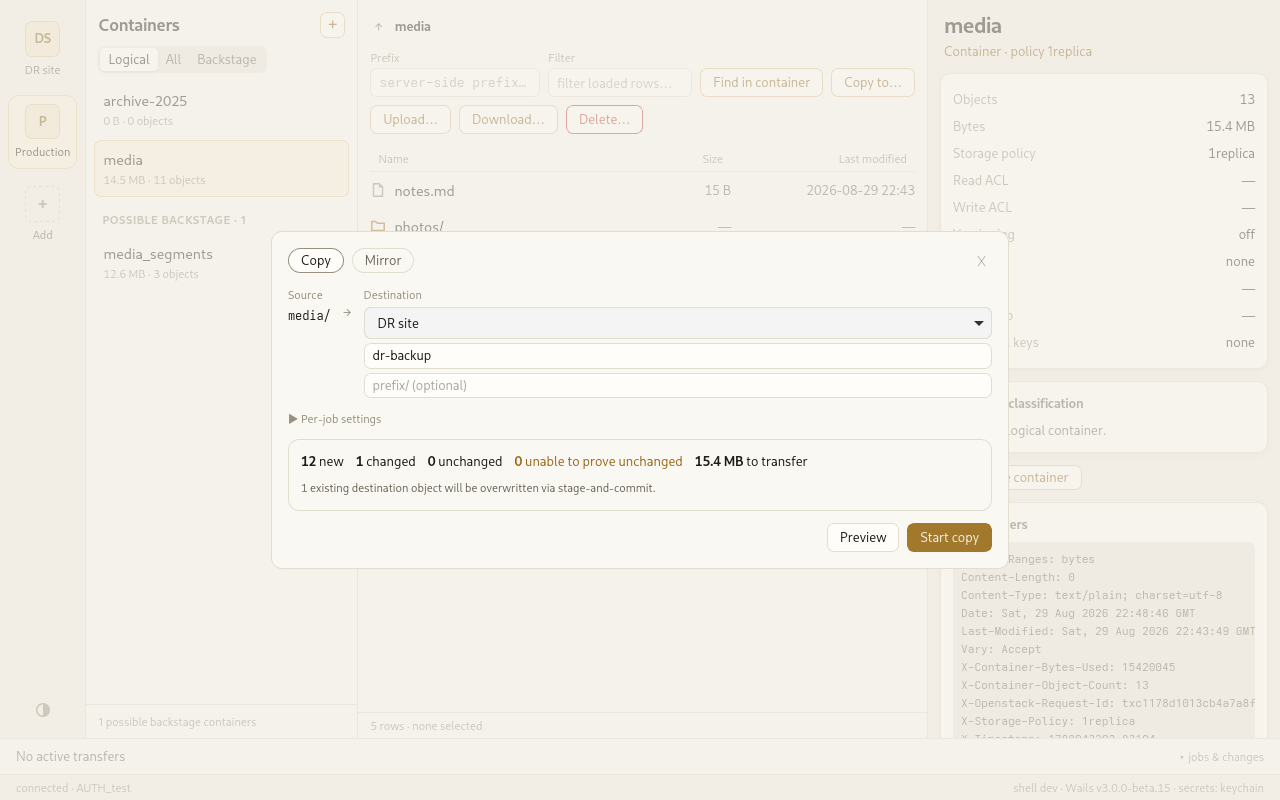 DS
DR site
P
Production
+
Add
Containers
+
Logical
All
Backstage
archive-2025
0 B · 0 objects
media
14.5 MB · 11 objects
POSSIBLE BACKSTAGE · 1
media_segments
12.6 MB · 3 objects
1 possible backstage containers
↑ media
Prefix
Filter
server-side prefix…
filter loaded rows…
Find in container
Copy to…
Upload…
Download…
Delete…
Name
Size
Last modified
notes.md
15 B
2026-08-29 22:43
photos/
—
—
5 rows · none selected
Copy
Mirror
X
Source
Destination
media/
→
DR site
dr-backup
prefix/ (optional)
▶ Per-job settings
12 new 1 changed 0 unchanged 0 unable to prove unchanged 15.4 MB to transfer
1 existing destination object will be overwritten via stage-and-commit.
Preview
Start copy
media
Container · policy 1replica
Objects 13
Bytes 15.4 MB
Storage policy 1replica
Read ACL —
Write ACL —
off
none
—
—
keys none
classification
logical container.
container
Ranges: bytes
Content-Length: 0
Content-Type: text/plain; charset=utf-8
Date: Sat, 29 Aug 2026 22:48:46 GMT
Last-Modified: Sat, 29 Aug 2026 22:43:49 GMT
Vary: Accept
X-Container-Bytes-Used: 15420045
X-Container-Object-Count: 13
X-Openstack-Request-Id: txc1178d1013cb4a7a8f
X-Storage-Policy: 1replica
No active transfers
• jobs & changes
connected · AUTH_test
shell dev · Wails v3.0.0-beta.15 · secrets: keychain